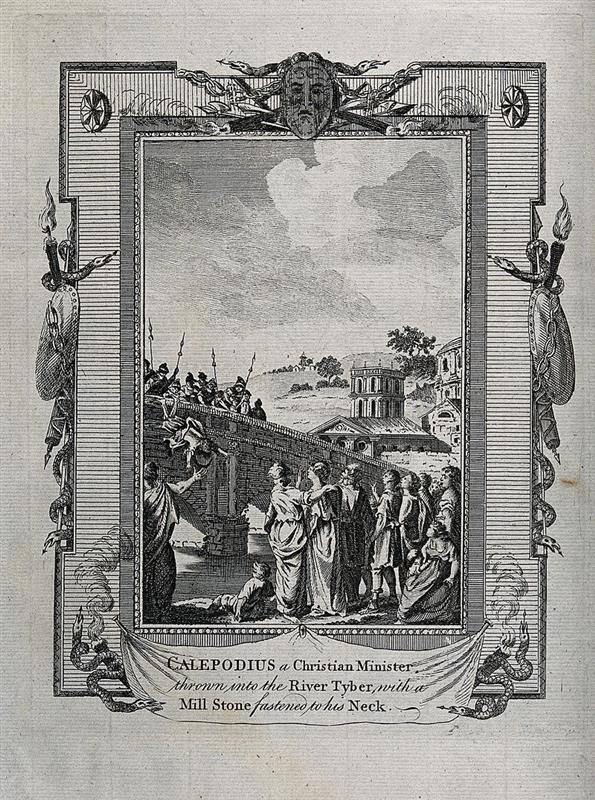 CALEPODIUS a Christian Minister,
thrown into the River Tyber, with a
Mill Stone fastened to his Neck.